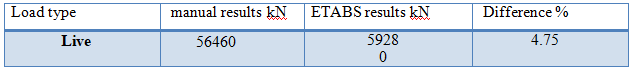 Load type manual results kN ETABS results kN Difference %
Live 56460 5928 4.75
0